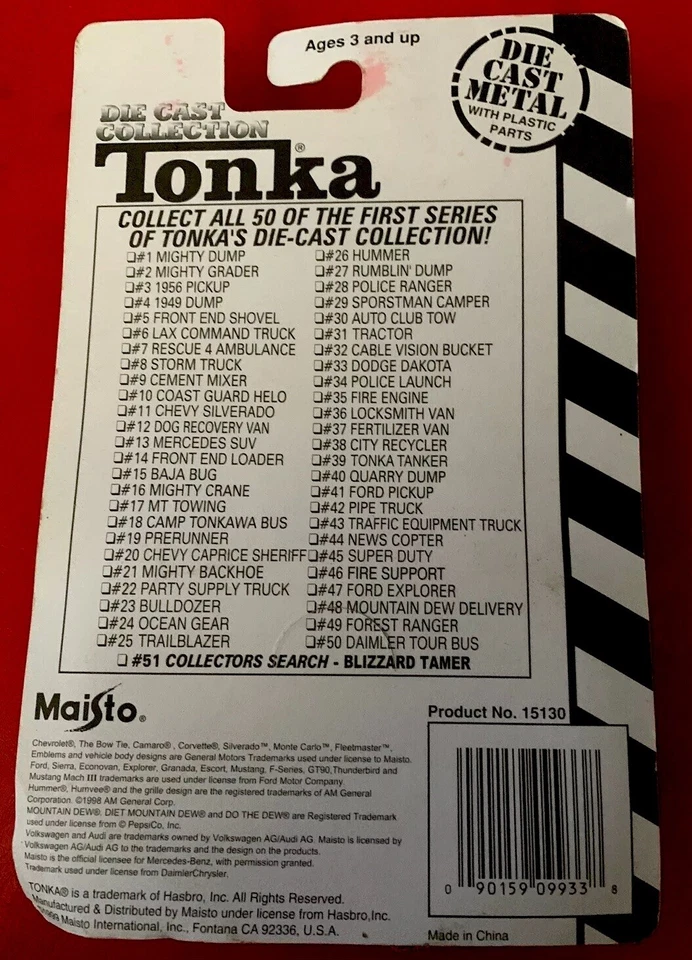 Ages 3 and up
DIE
CAST
METAL
WITH PLASTIC
PARTS
DIE CAST
COLLECTION
Tonka®
COLLECT ALL 50 OF THE FIRST SERIES
OF TONKA'S DIE-CAST COLLECTION!
❏#1 MIGHTY DUMP
❏#2 MIGHTY GRADER
❏#3 1956 PICKUP
❏#4 1949 DUMP
❏#5 FRONT END SHOVEL
❏#6 LAX COMMAND TRUCK
❏#7 RESCUE 4 AMBULANCE
❏#8 STORM TRUCK
❏#9 CEMENT MIXER
❏#10 COAST GUARD HELO
❏#11 CHEVY SILVERADO
❏#12 DOG RECOVERY VAN
❏#13 MERCEDES SUV
❏#14 FRONT END LOADER
❏#15 BAJA BUG
❏#16 MIGHTY CRANE
❏#17 MT TOWING
❏#18 CAMP TONKAWA BUS
❏#19 PRERUNNER
❏#20 CHEVY CAPRICE SHERIFF
❏#21 MIGHTY BACKHOE
❏#22 PARTY SUPPLY TRUCK
❏#23 BULLDOZER
❏#24 OCEAN GEAR
❏#25 TRAILBLAZER
❏#26 HUMMER
❏#27 RUMBLIN' DUMP
❏#28 POLICE RANGER
❏#29 SPORSTMAN CAMPER
❏#30 AUTO CLUB TOW
❏#31 TRACTOR
❏#32 CABLE VISION BUCKET
❏#33 DODGE DAKOTA
❏#34 POLICE LAUNCH
❏#35 FIRE ENGINE
❏#36 LOCKSMITH VAN
❏#37 FERTILIZER VAN
❏#38 CITY RECYCLER
❏#39 TONKA TANKER
❏#40 QUARRY DUMP
❏#41 FORD PICKUP
❏#42 PIPE TRUCK
❏#43 TRAFFIC EQUIPMENT TRUCK
❏#44 NEWS COPTER
❏#45 SUPER DUTY
❏#46 FIRE SUPPORT
❏#47 FORD EXPLORER
❏#48 MOUNTAIN DEW DELIVERY
❏#49 FOREST RANGER
❏#50 DAIMLER TOUR BUS
❏ #51 COLLECTORS SEARCH - BLIZZARD TAMER
Maisto®
Chevrolet®, The Bow Tie, Camaro®, Corvette®, Silverado™, Monte Carlo™, Fleetmaster™,
Emblems and vehicle body designs are General Motors Trademarks used under license to Maisto.
Ford, Sierra, Econovan, Explorer, Granada, Escort, Mustang, F-Series, GT90,Thunderbird and
Mustang Mach III trademarks are used under license from Ford Motor Company.
Hummer®, Humvee® and the grille design are the registered trademarks of AM General
Corporation. ©1998 AM General Corp.
MOUNTAIN DEW®, DIET MOUNTAIN DEW® and DO THE DEW® are Registered Trademark
used under license from © PepsiCo, Inc.
Volkswagen and Audi are trademarks owned by Volkswagen AG/Audi AG. Maisto is licensed by
Volkswagen AG/Audi AG to the trademarks and the design on the products.
Maisto is the official licensee for Mercedes-Benz, with permission granted.
Trademark used under license from DaimlerChrysler.
TONKA® is a trademark of Hasbro, Inc. All Rights Reserved.
Manufactured & Distributed by Maisto under license from Hasbro,Inc.
Maisto International, Inc., Fontana CA 92336, U.S.A.
Product No. 15130
0 90159 09933 8
Made in China